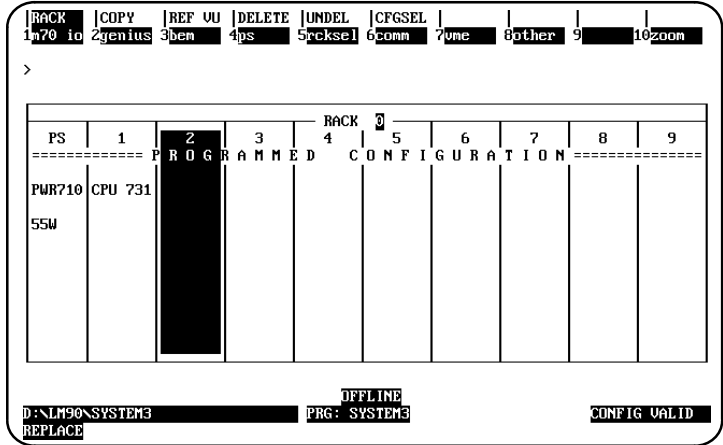 |RACK |COPY |REF VU |DELETE |UNDEL |CFGSEL | | | |
1m70 io 2genius 3bem 4ps 5rcksel 6comm 7vme 8other 9 10zoom
>
RACK 0
PS 1 2 3 4 5 6 7 8 9
============ P R O G R A M M E D C O N F I G U R A T I O N ===============
PWR710 CPU 731
55W
OFFLINE
D:\LM90\SYSTEM3 PRG: SYSTEM3 CONFIG VALID
REPLACE